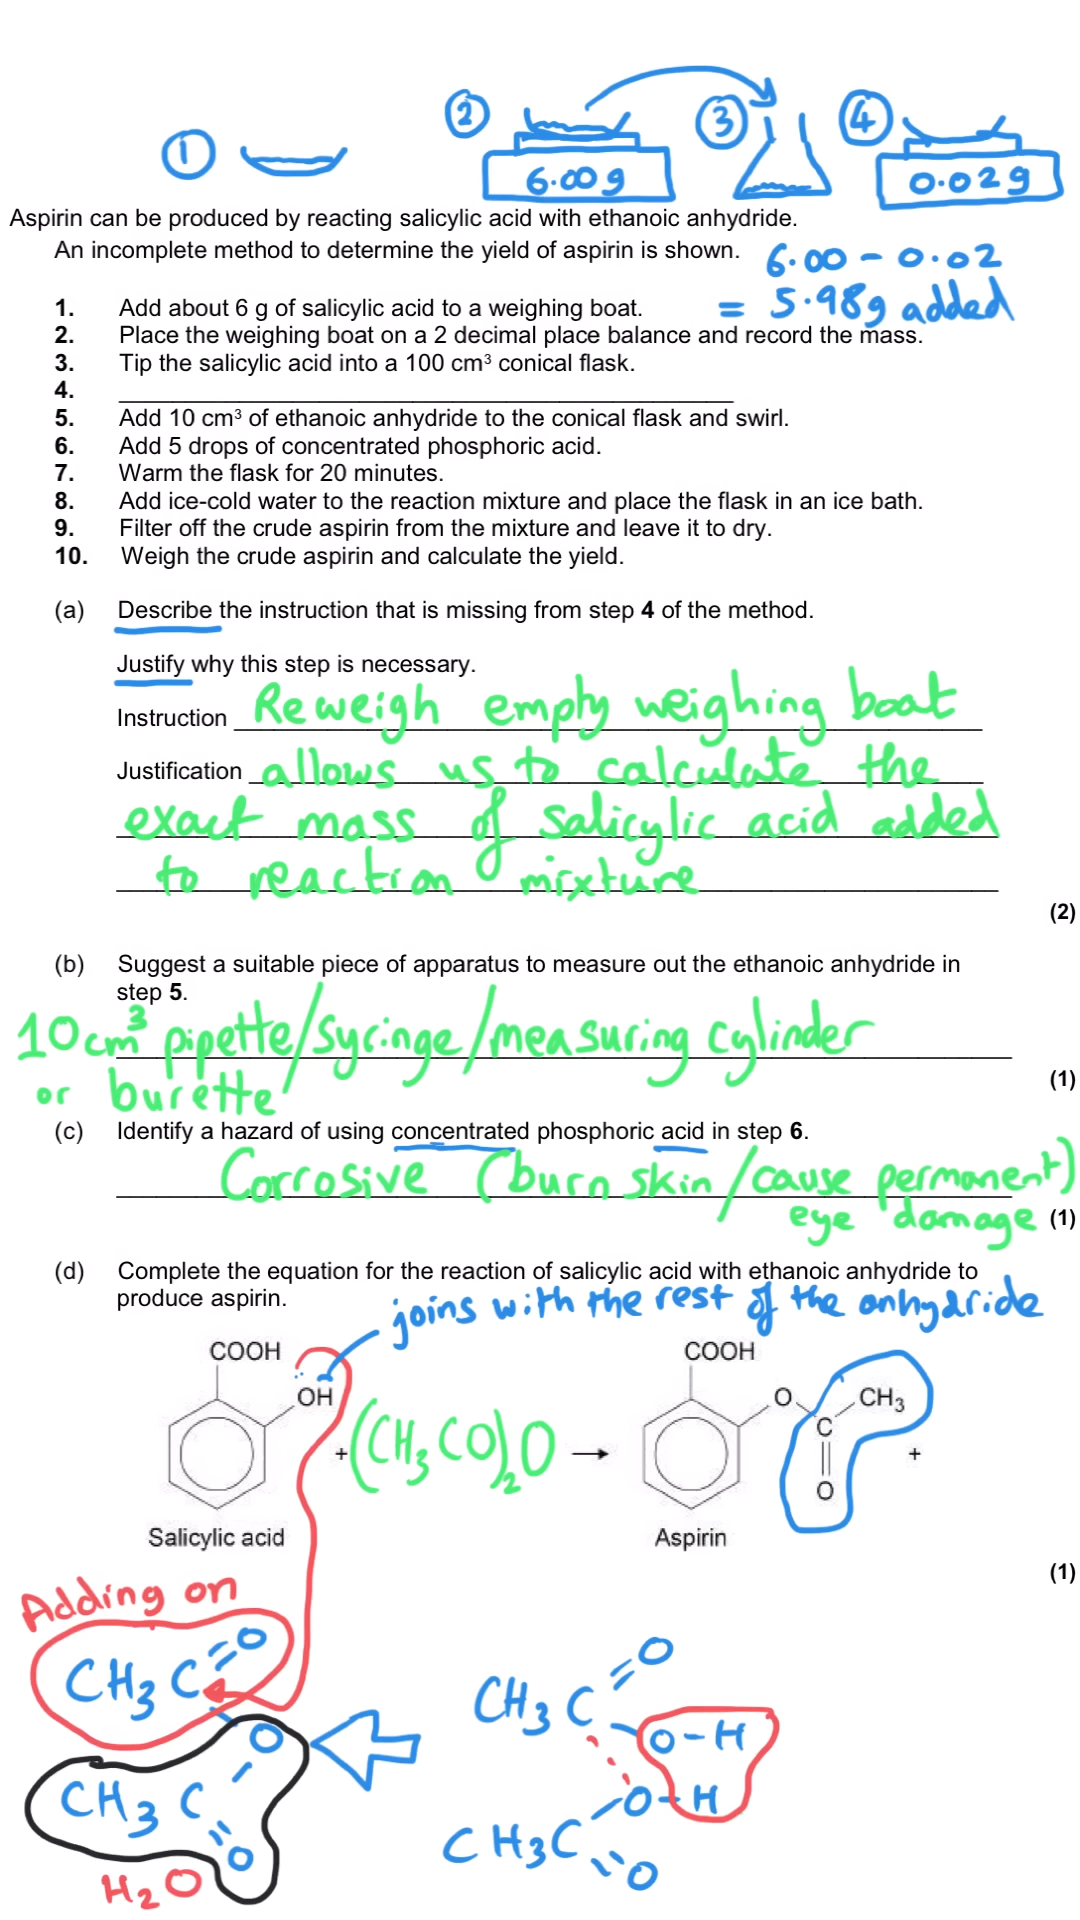 ① ② ③ ④
6.00g
0.02g
Aspirin can be produced by reacting salicylic acid with ethanoic anhydride.
An incomplete method to determine the yield of aspirin is shown.
6.00 - 0.02
= 5.98g added
1. Add about 6 g of salicylic acid to a weighing boat.
2. Place the weighing boat on a 2 decimal place balance and record the mass.
3. Tip the salicylic acid into a 100 cm³ conical flask.
4.
5. Add 10 cm³ of ethanoic anhydride to the conical flask and swirl.
6. Add 5 drops of concentrated phosphoric acid.
7. Warm the flask for 20 minutes.
8. Add ice-cold water to the reaction mixture and place the flask in an ice bath.
9. Filter off the crude aspirin from the mixture and leave it to dry.
10. Weigh the crude aspirin and calculate the yield.
(a) Describe the instruction that is missing from step 4 of the method.
Justify why this step is necessary.
Instruction Reweigh empty weighing boat
Justification allows us to calculate the
exact mass of salicylic acid added
to reaction mixture
(2)
(b) Suggest a suitable piece of apparatus to measure out the ethanoic anhydride in
step 5.
10cm³ pipette/syringe/measuring cylinder
or burette
(1)
(c) Identify a hazard of using concentrated phosphoric acid in step 6.
Corrosive (burn skin/cause permanent)
eye damage
(1)
(d) Complete the equation for the reaction of salicylic acid with ethanoic anhydride to
produce aspirin.
joins with the rest of the anhydride
COOH
OH
+ (CH₃CO)₂O →
COOH
O
CH₃
C
O
+
Salicylic acid
Aspirin
(1)
Adding on
CH₃ C = O
O
CH₃ C = O
H₂O
CH₃ C = O
O - H
O - H
CH₃C = O